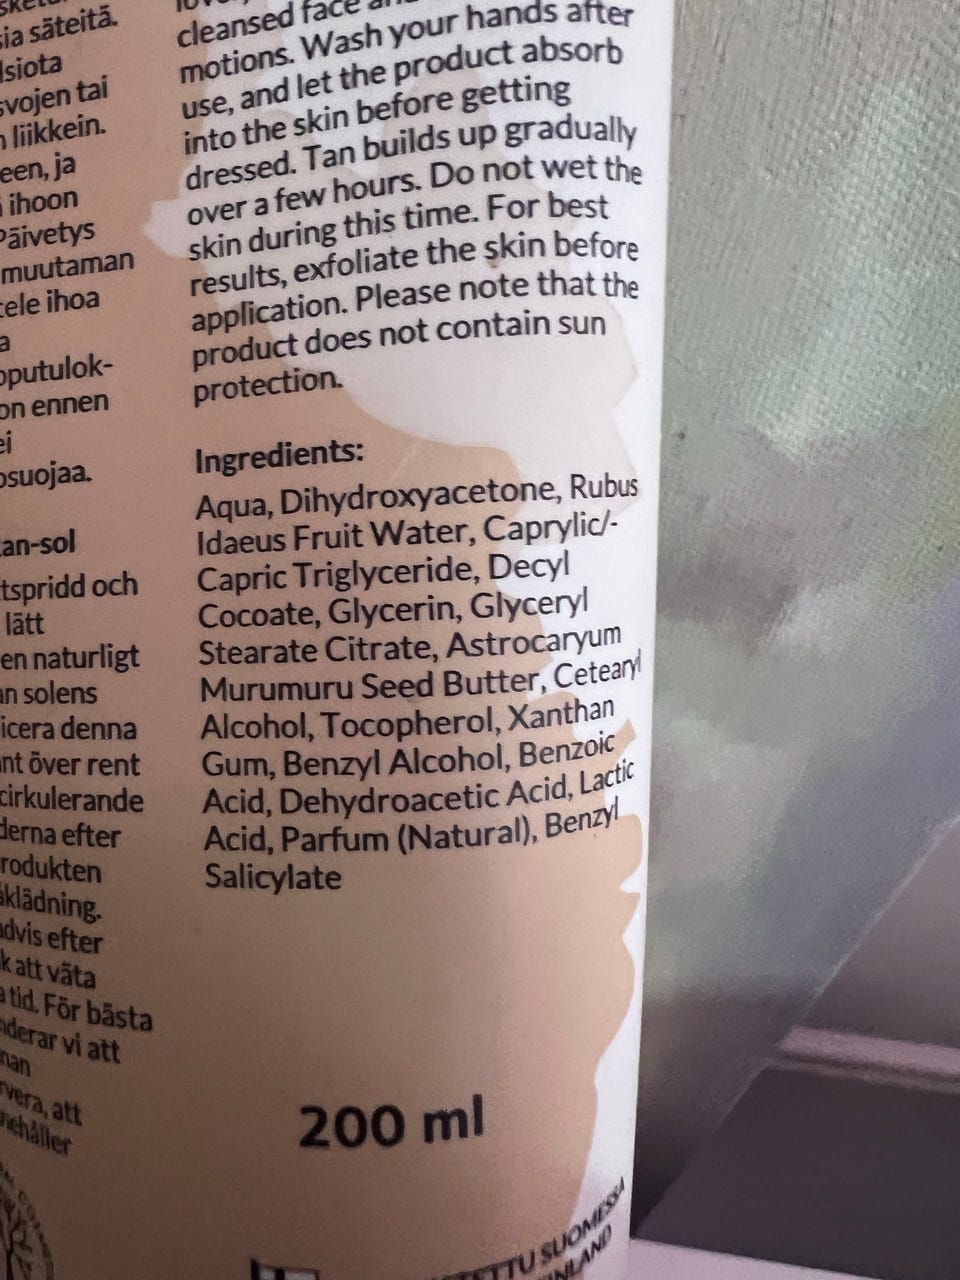 sia säteitä.
svojen tai
liikkein.
een, ja
ihoon
Päivetys
muutaman
ihoa
oputulok-
on ennen
ei
osuojaa.
an-sol
tspridd och
lätt
en naturligt
an solens
icera denna
nt över rent
cirkulerande
derna efter
rodukten
klädning.
dvis efter
k att väta
a tid. För bästa
nderar vi att
nan
rvera, att
nehåller
cleansed face
motions. Wash your hands after
use, and let the product absorb
into the skin before getting
dressed. Tan builds up gradually
over a few hours. Do not wet the
skin during this time. For best
results, exfoliate the skin before
application. Please note that the
product does not contain sun
protection.
Ingredients:
Aqua, Dihydroxyacetone, Rubus
Idaeus Fruit Water, Caprylic/-
Capric Triglyceride, Decyl
Cocoate, Glycerin, Glyceryl
Stearate Citrate, Astrocaryum
Murumuru Seed Butter, Cetearyl
Alcohol, Tocopherol, Xanthan
Gum, Benzyl Alcohol, Benzoic
Acid, Dehydroacetic Acid, Lactic
Acid, Parfum (Natural), Benzyl
Salicylate
200 ml
TETTU SUOMESSA
FINLAND